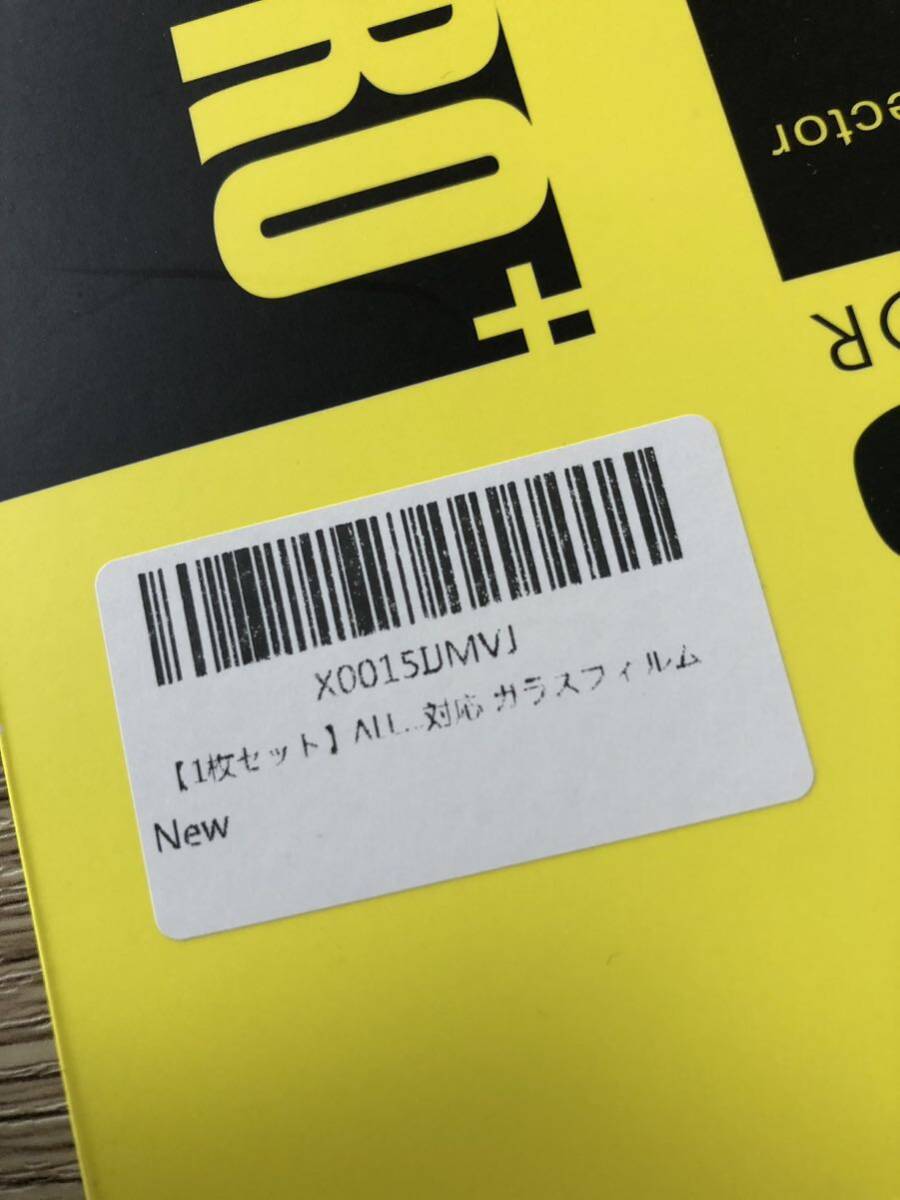 RO+
ector
OR
X0015IJMVJ
【1枚セット】ALL...対応 ガラスフィルム
New